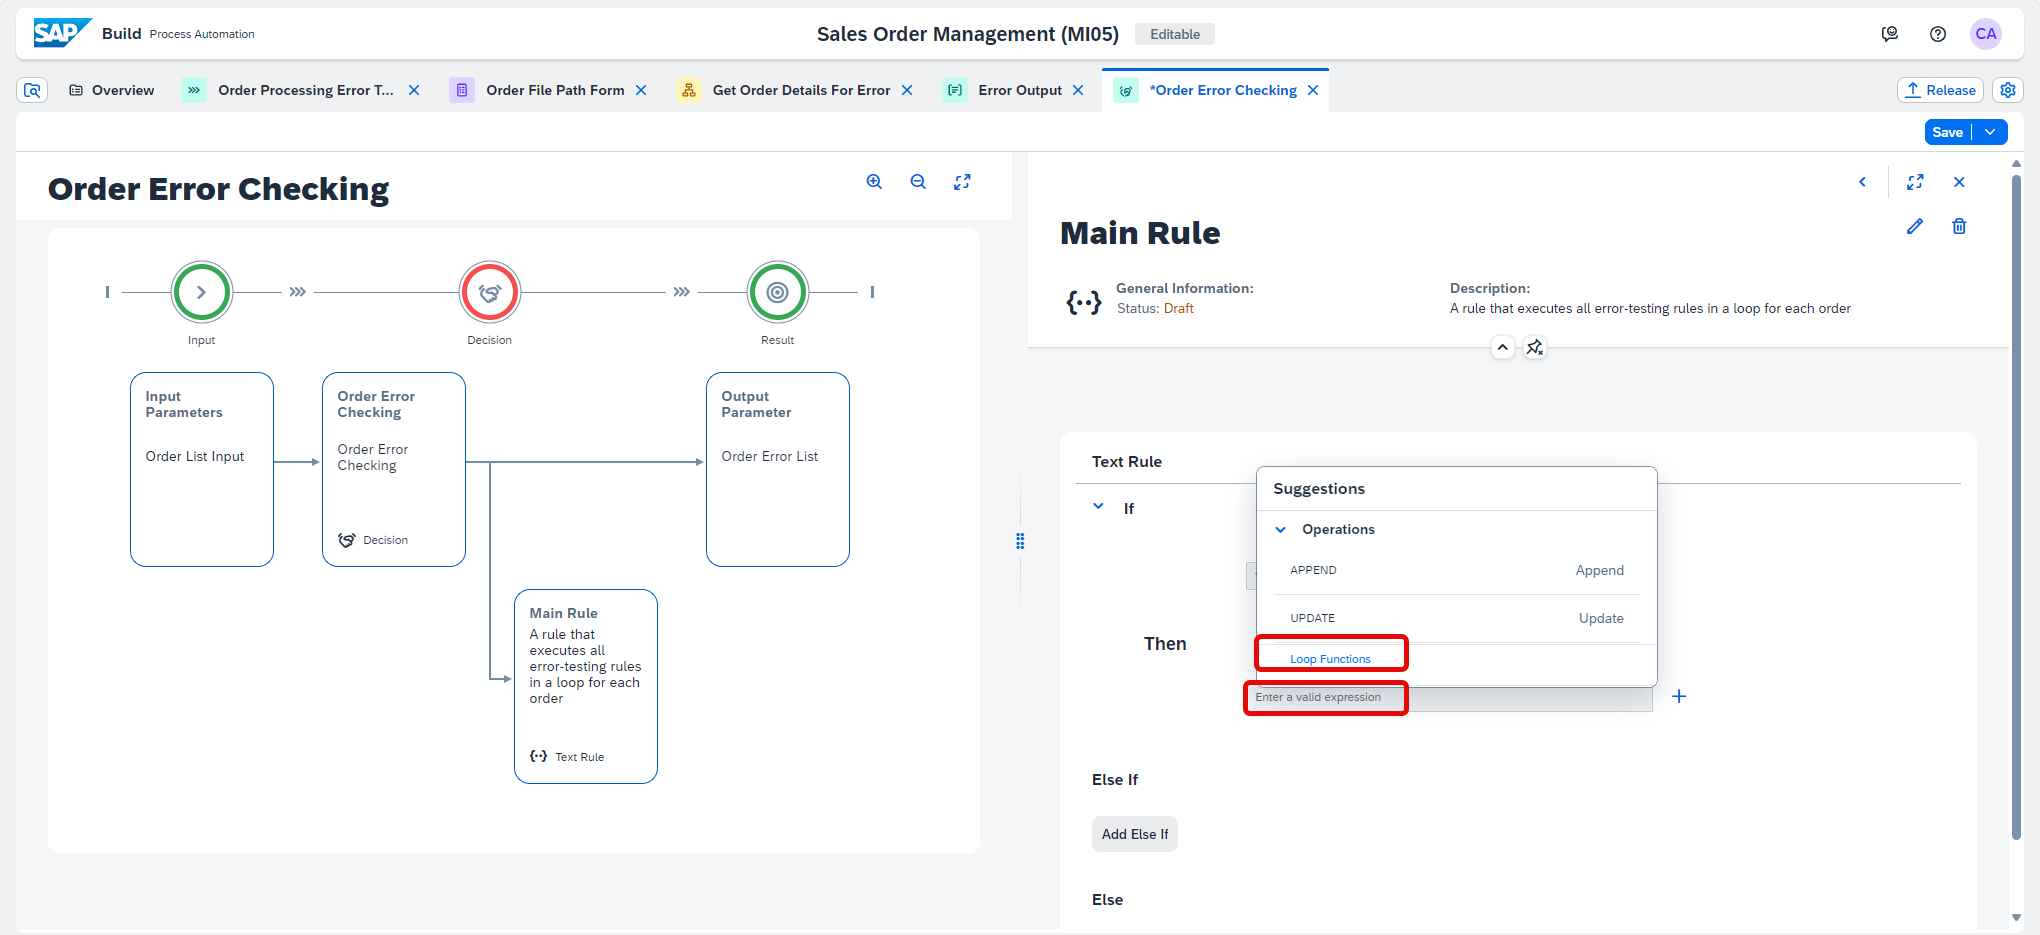 SAP Build Process Automation
Sales Order Management (MI05) Editable
CA
Overview
Order Processing Error T...
Order File Path Form
Get Order Details For Error
Error Output
*Order Error Checking
Release
Save
Order Error Checking
Input
Decision
Result
Input
Parameters
Order List Input
Order Error
Checking
Order Error
Checking
Decision
Output
Parameter
Order Error List
Main Rule
A rule that
executes all
error-testing rules
in a loop for each
order
Text Rule
Main Rule
General Information:
Status: Draft
Description:
A rule that executes all error-testing rules in a loop for each order
Text Rule
If
Suggestions
Operations
APPEND Append
UPDATE Update
Loop Functions
Then
Enter a valid expression
Else If
Add Else If
Else